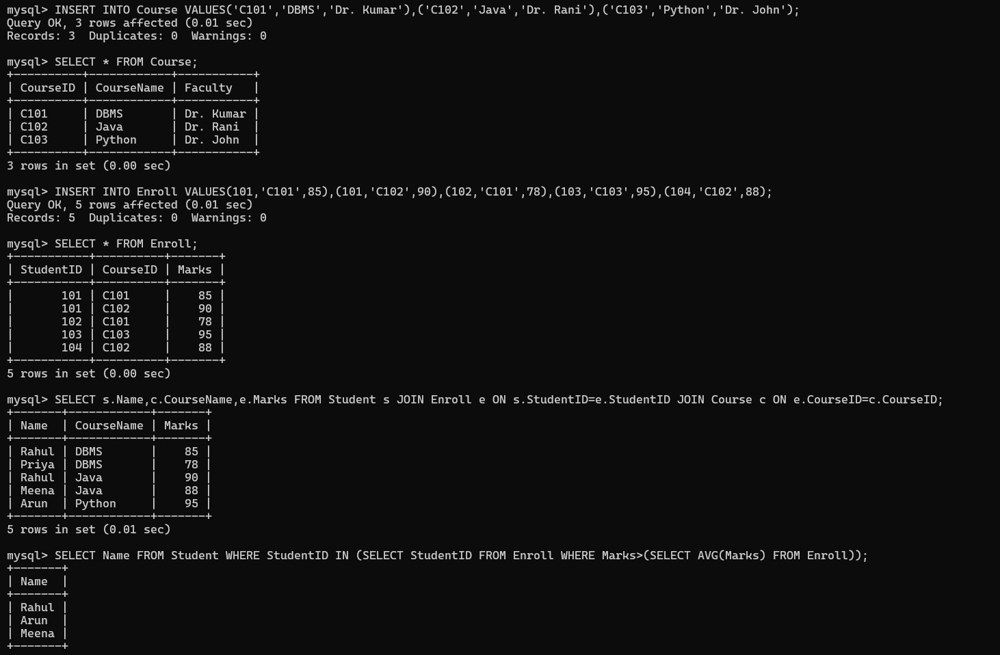 mysql> INSERT INTO Course VALUES('C101','DBMS','Dr. Kumar'),('C102','Java','Dr. Rani'),('C103','Python','Dr. John');
Query OK, 3 rows affected (0.01 sec)
Records: 3  Duplicates: 0  Warnings: 0

mysql> SELECT * FROM Course;
+----------+------------+-----------+
| CourseID | CourseName | Faculty   |
+----------+------------+-----------+
| C101     | DBMS       | Dr. Kumar |
| C102     | Java       | Dr. Rani  |
| C103     | Python     | Dr. John  |
+----------+------------+-----------+
3 rows in set (0.00 sec)

mysql> INSERT INTO Enroll VALUES(101,'C101',85),(101,'C102',90),(102,'C101',78),(103,'C103',95),(104,'C102',88);
Query OK, 5 rows affected (0.01 sec)
Records: 5  Duplicates: 0  Warnings: 0

mysql> SELECT * FROM Enroll;
+-----------+----------+-------+
| StudentID | CourseID | Marks |
+-----------+----------+-------+
|       101 | C101     |    85 |
|       101 | C102     |    90 |
|       102 | C101     |    78 |
|       103 | C103     |    95 |
|       104 | C102     |    88 |
+-----------+----------+-------+
5 rows in set (0.00 sec)

mysql> SELECT s.Name,c.CourseName,e.Marks FROM Student s JOIN Enroll e ON s.StudentID=e.StudentID JOIN Course c ON e.CourseID=c.CourseID;
+-------+------------+-------+
| Name  | CourseName | Marks |
+-------+------------+-------+
| Rahul | DBMS       |    85 |
| Priya | DBMS       |    78 |
| Rahul | Java       |    90 |
| Meena | Java       |    88 |
| Arun  | Python     |    95 |
+-------+------------+-------+
5 rows in set (0.01 sec)

mysql> SELECT Name FROM Student WHERE StudentID IN (SELECT StudentID FROM Enroll WHERE Marks>(SELECT AVG(Marks) FROM Enroll));
+-------+
| Name  |
+-------+
| Rahul |
| Arun  |
| Meena |
+-------+